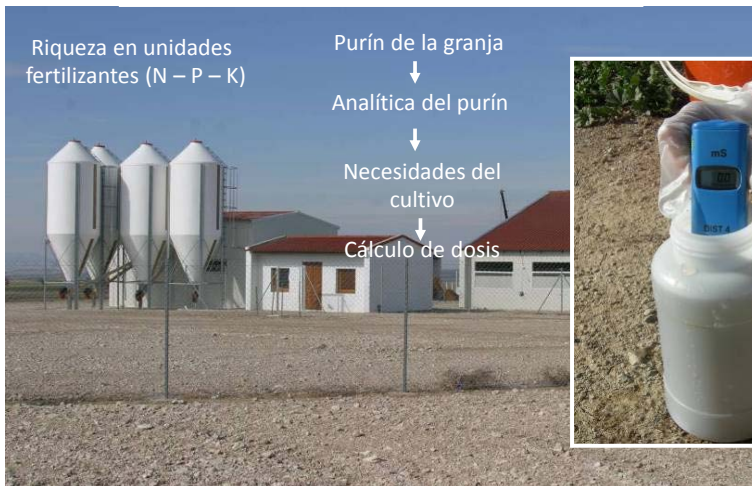 Riqueza en unidades
fertilizantes (N – P – K)
Purín de la granja
Analítica del purín
Necesidades del
cultivo
Cálculo de dosis
mS
DIST 4